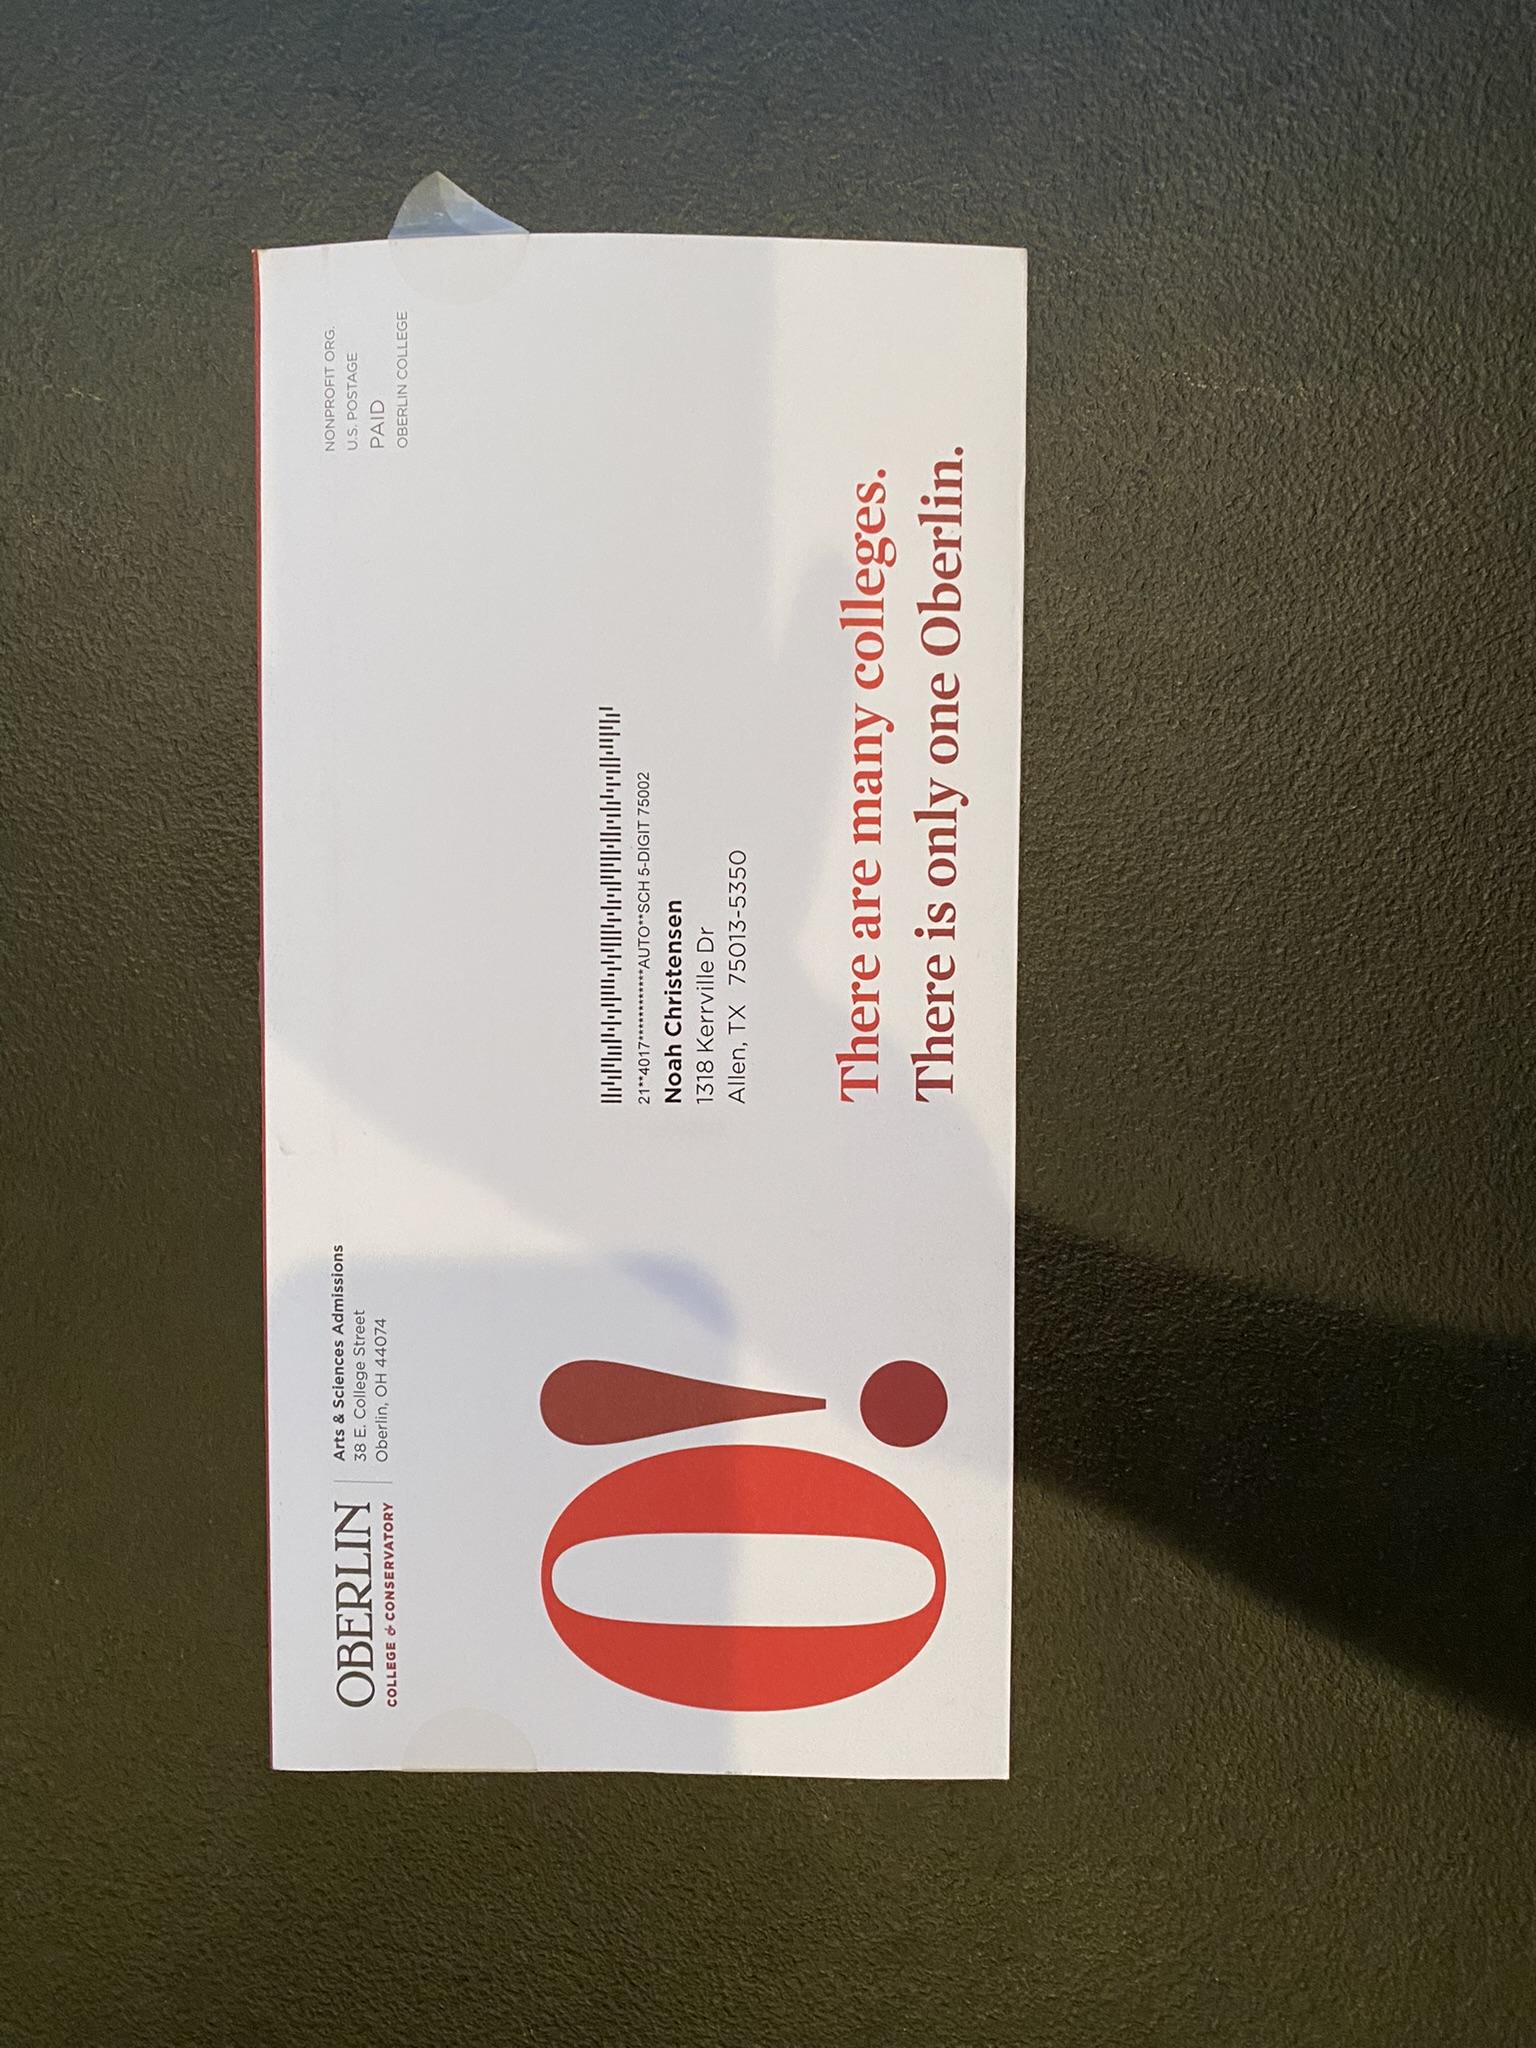 OBERLIN
COLLEGE & CONSERVATORY
Arts & Sciences Admissions
38 E. College Street
Oberlin, OH 44074
NONPROFIT ORG.
U.S. POSTAGE
PAID
OBERLIN COLLEGE
21**4017************AUTO**SCH 5-DIGIT 75002
Noah Christensen
1318 Kerrville Dr
Allen, TX 75013-5350
O!
There are many colleges.
There is only one Oberlin.